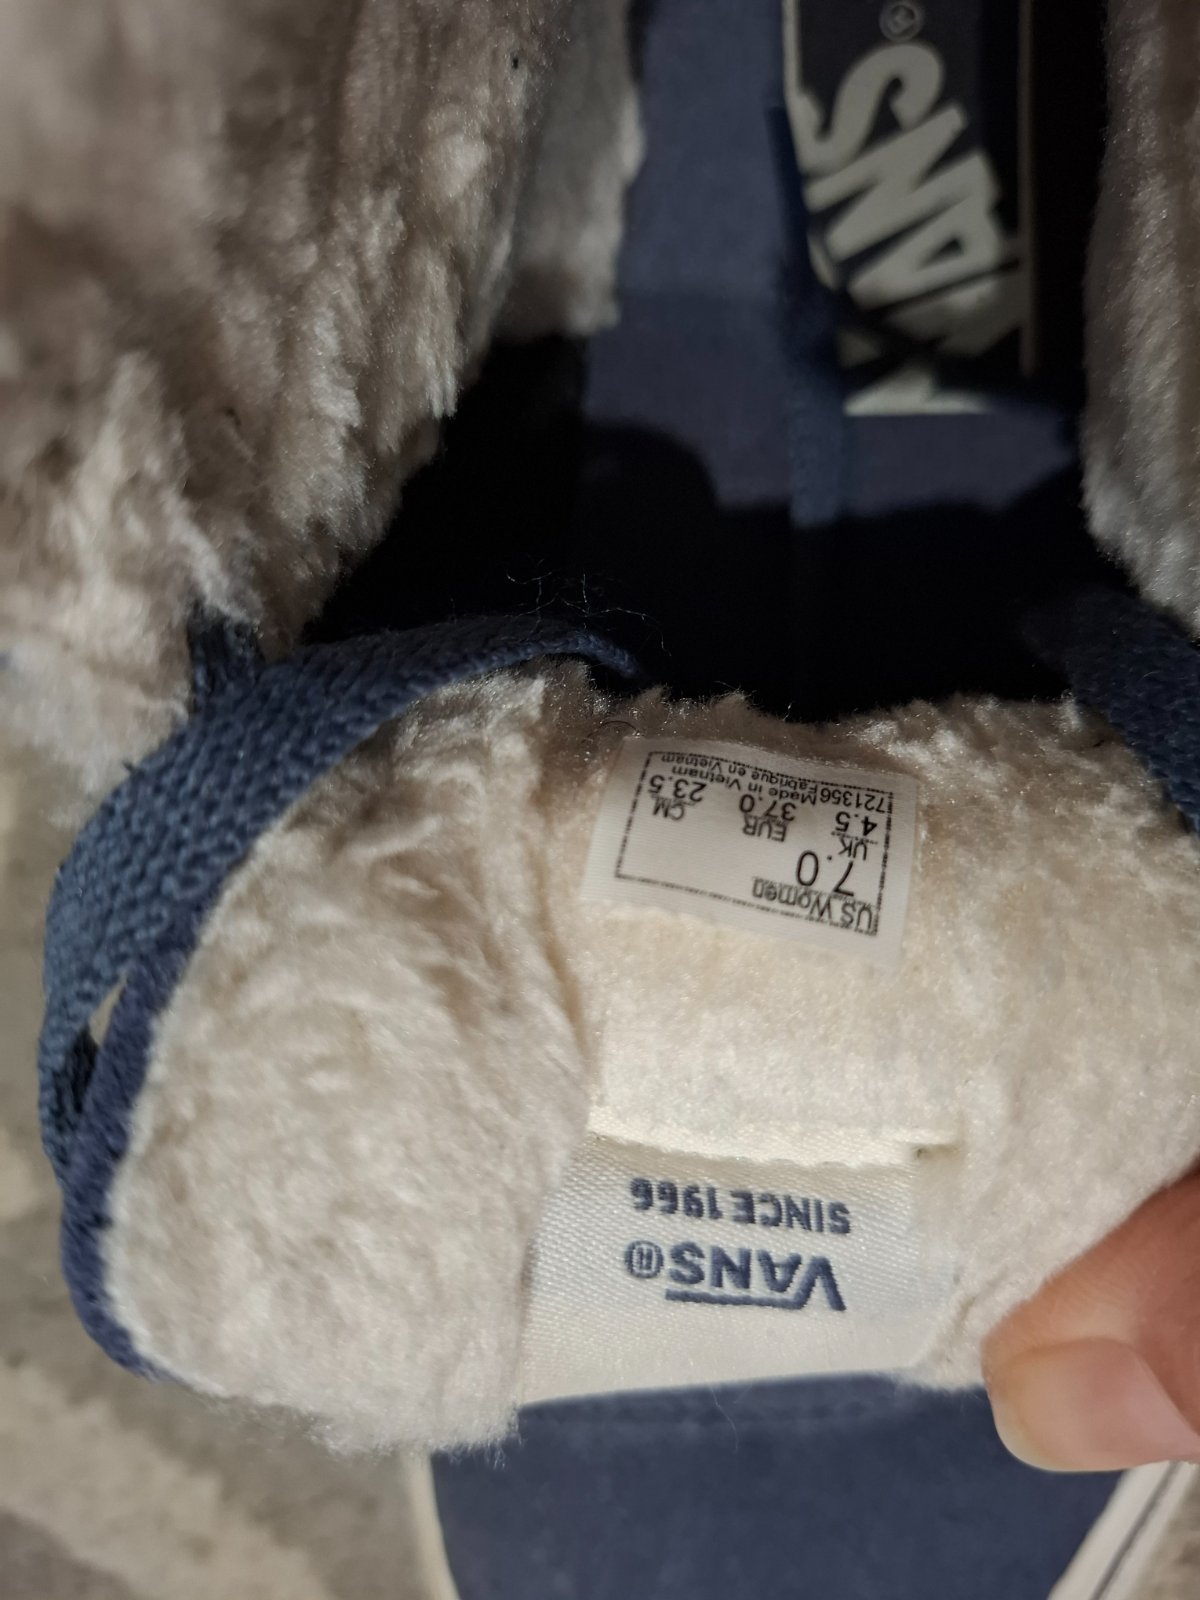 VANS
®
US Women
7.0
UK EUR CM
4.5 37.0 23.5
721356 Made in Vietnam
Fabriqué en Vietnam
VANS®
SINCE 1966